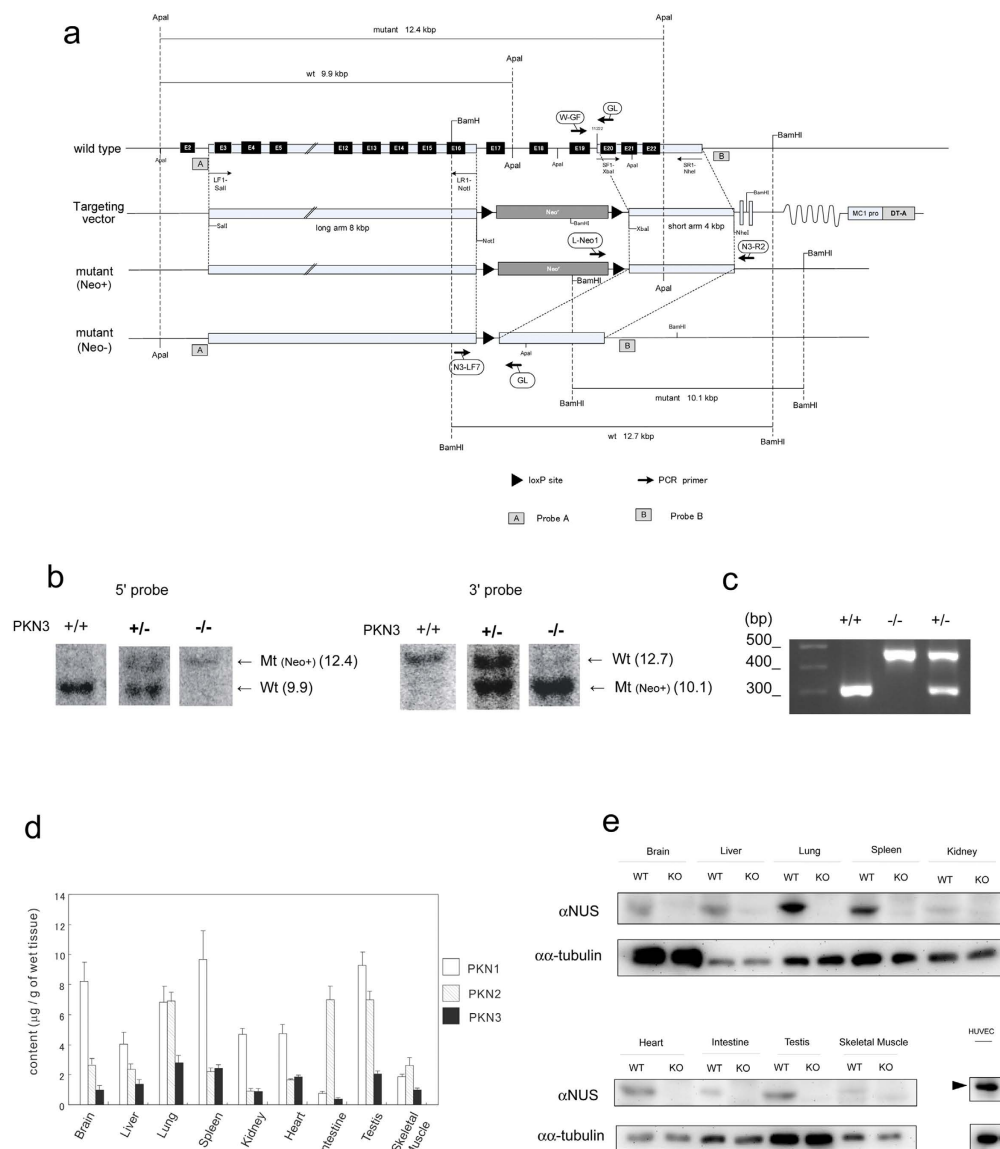 a
ApaI
ApaI
mutant 12.4 kbp
ApaI
wt 9.9 kbp
W-GF
GL
BamH
BamHI
wild type
E2
E3
E4
E5
E12
E13
E14
E15
E16
E17
E18
E19
E20
E21
E22
ApaI
ApaI
ApaI
ApaI
A
B
LF1-
SalI
LR1-
NotI
SF1-
XbaI
SR1-
NheI
BamHI
Targeting
vector
Neo
MC1 pro
DT-A
SalI
long arm 8 kbp
BamHI
XbaI
short arm 4 kbp
NheI
NotI
L-Neo1
N3-R2
mutant
(Neo+)
Neo
BamHI
ApaI
BamHI
mutant
(Neo-)
BamHI
ApaI
A
ApaI
B
N3-LF7
GL
mutant 10.1 kbp
BamHI
BamHI
wt 12.7 kbp
BamHI
BamHI
loxP site
PCR primer
A
Probe A
B
Probe B
b
5' probe
3' probe
PKN3 +/+ +/- -/-
← Mt (Neo+) (12.4)
← Wt (9.9)
PKN3 +/+ +/- -/-
← Wt (12.7)
← Mt (Neo+) (10.1)
c
(bp)
+/+ -/- +/-
500_
400_
300_
d
content (μg / g of wet tissue)
14
12
10
8
6
4
2
0
PKN1
PKN2
PKN3
Brain
Liver
Lung
Spleen
Kidney
Heart
Intestine
Testis
Skeletal
Muscle
e
Brain Liver Lung Spleen Kidney
WT KO WT KO WT KO WT KO WT KO
αNUS
αα-tubulin
Heart Intestine Testis Skeletal Muscle HUVEC
WT KO WT KO WT KO WT KO
αNUS
αα-tubulin